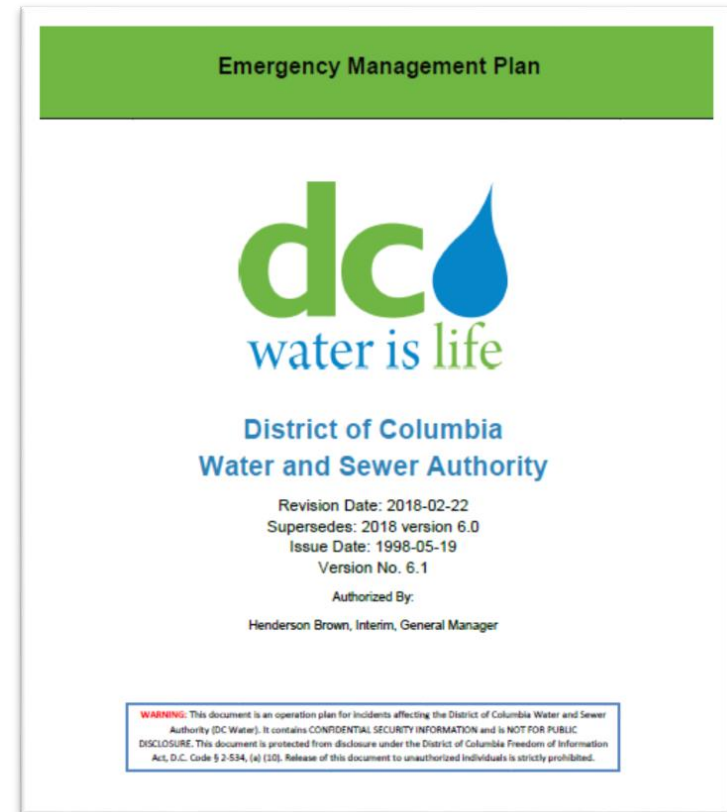 Emergency Management Plan
dc
water is life
District of Columbia
Water and Sewer Authority
Revision Date: 2018-02-22
Supersedes: 2018 version 6.0
Issue Date: 1998-05-19
Version No. 6.1
Authorized By:
Henderson Brown, Interim, General Manager
WARNING: This document is an operation plan for incidents affecting the District of Columbia Water and Sewer
Authority (DC Water). It contains CONFIDENTIAL SECURITY INFORMATION and is NOT FOR PUBLIC
DISCLOSURE. This document is protected from disclosure under the District of Columbia Freedom of Information
Act, D.C. Code § 2-534, (a) (10). Release of this document to unauthorized individuals is strictly prohibited.